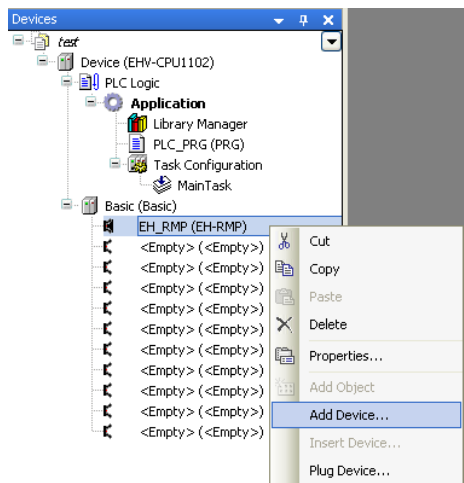 Devices
test
Device (EHV-CPU1102)
PLC Logic
Application
Library Manager
PLC_PRG (PRG)
Task Configuration
MainTask
Basic (Basic)
EH_RMP (EH-RMP)
<Empty> (<Empty>)
<Empty> (<Empty>)
<Empty> (<Empty>)
<Empty> (<Empty>)
<Empty> (<Empty>)
<Empty> (<Empty>)
<Empty> (<Empty>)
<Empty> (<Empty>)
<Empty> (<Empty>)
<Empty> (<Empty>)
Cut
Copy
Paste
Delete
Properties...
Add Object
Add Device...
Insert Device...
Plug Device...